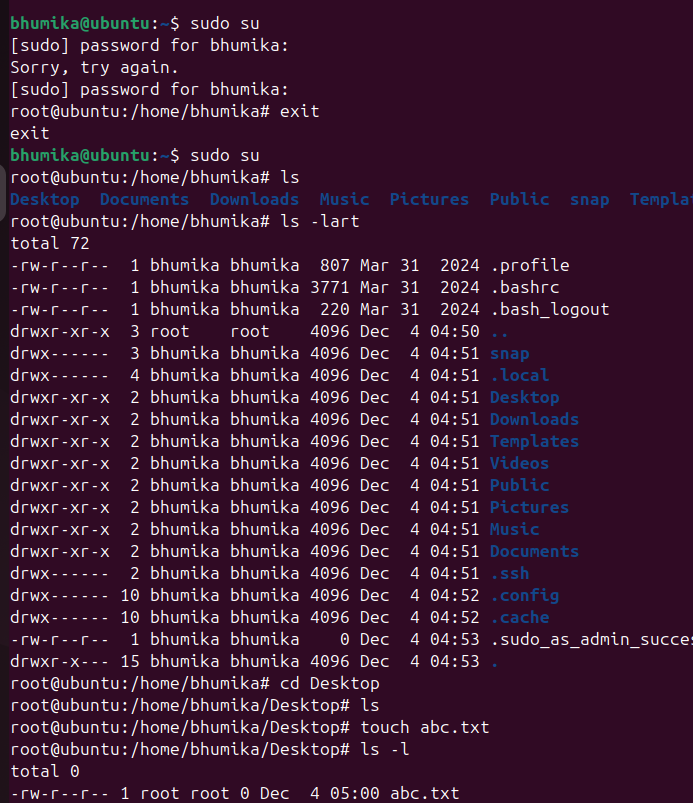 bhumika@ubuntu:~$ sudo su
[sudo] password for bhumika:
Sorry, try again.
[sudo] password for bhumika:
root@ubuntu:/home/bhumika# exit
exit
bhumika@ubuntu:~$ sudo su
root@ubuntu:/home/bhumika# ls
Desktop  Documents  Downloads  Music  Pictures  Public  snap  Templa
root@ubuntu:/home/bhumika# ls -lart
total 72
-rw-r--r--  1 bhumika bhumika  807 Mar 31  2024 .profile
-rw-r--r--  1 bhumika bhumika 3771 Mar 31  2024 .bashrc
-rw-r--r--  1 bhumika bhumika  220 Mar 31  2024 .bash_logout
drwxr-xr-x  3 root    root    4096 Dec  4 04:50 ..
drwx------  3 bhumika bhumika 4096 Dec  4 04:51 snap
drwx------  4 bhumika bhumika 4096 Dec  4 04:51 .local
drwxr-xr-x  2 bhumika bhumika 4096 Dec  4 04:51 Desktop
drwxr-xr-x  2 bhumika bhumika 4096 Dec  4 04:51 Downloads
drwxr-xr-x  2 bhumika bhumika 4096 Dec  4 04:51 Templates
drwxr-xr-x  2 bhumika bhumika 4096 Dec  4 04:51 Videos
drwxr-xr-x  2 bhumika bhumika 4096 Dec  4 04:51 Public
drwxr-xr-x  2 bhumika bhumika 4096 Dec  4 04:51 Pictures
drwxr-xr-x  2 bhumika bhumika 4096 Dec  4 04:51 Music
drwxr-xr-x  2 bhumika bhumika 4096 Dec  4 04:51 Documents
drwx------  2 bhumika bhumika 4096 Dec  4 04:51 .ssh
drwx------ 10 bhumika bhumika 4096 Dec  4 04:52 .config
drwx------ 10 bhumika bhumika 4096 Dec  4 04:52 .cache
-rw-r--r--  1 bhumika bhumika    0 Dec  4 04:53 .sudo_as_admin_succes
drwxr-x--- 15 bhumika bhumika 4096 Dec  4 04:53 .
root@ubuntu:/home/bhumika# cd Desktop
root@ubuntu:/home/bhumika/Desktop# ls
root@ubuntu:/home/bhumika/Desktop# touch abc.txt
root@ubuntu:/home/bhumika/Desktop# ls -l
total 0
-rw-r--r-- 1 root root 0 Dec  4 05:00 abc.txt